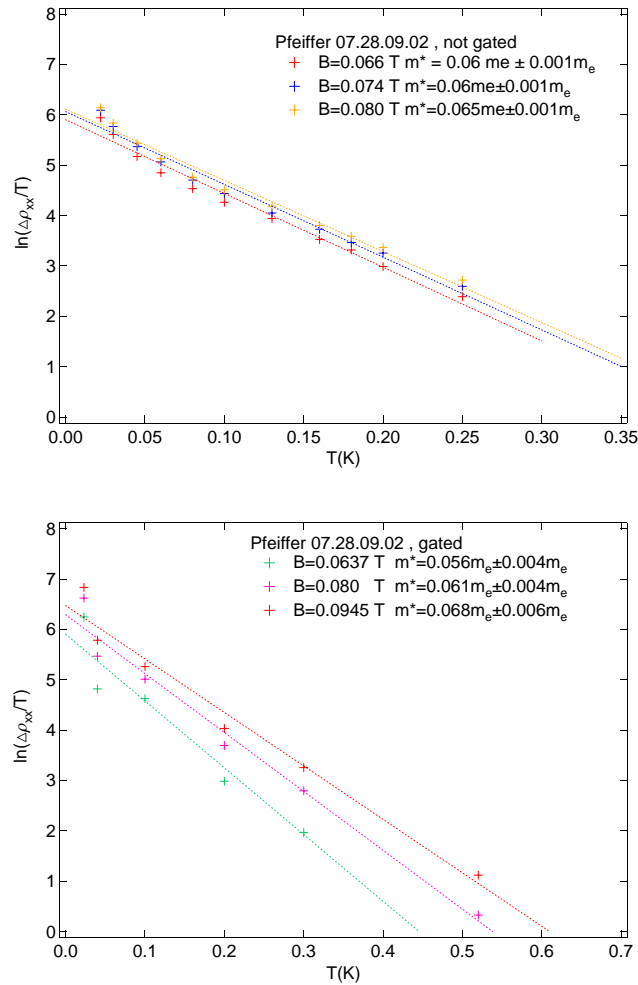 8
7
6
5
4
3
2
1
0
ln(Δρxx/T)
Pfeiffer 07.28.09.02 , not gated
B=0.066 T m* = 0.06 me ± 0.001me
B=0.074 T m*=0.06me±0.001me
B=0.080 T m*=0.065me±0.001me
0.00 0.05 0.10 0.15 0.20 0.25 0.30 0.35
T(K)
8
7
6
5
4
3
2
1
0
ln(Δρxx/T)
Pfeiffer 07.28.09.02 , gated
B=0.0637 T m*=0.056me±0.004me
B=0.080 T m*=0.061me±0.004me
B=0.0945 T m*=0.068me±0.006me
0.0 0.1 0.2 0.3 0.4 0.5 0.6 0.7
T(K)